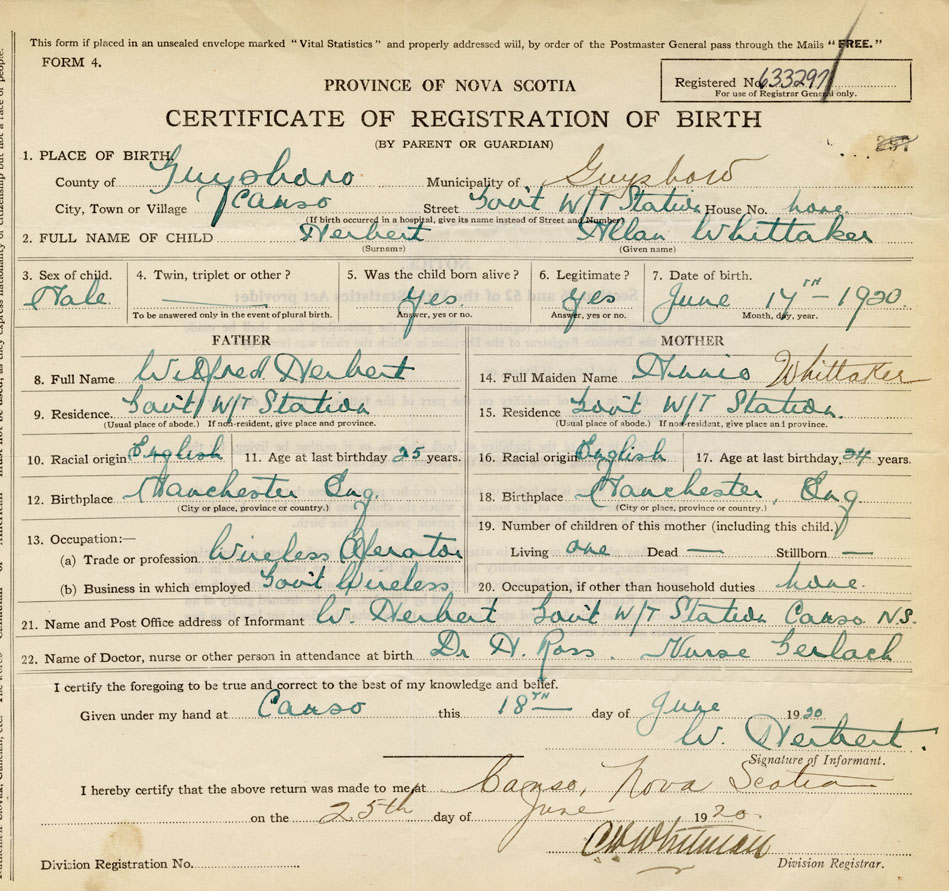 This form if placed in an unsealed envelope marked "Vital Statistics" and properly addressed will, by order of the Postmaster General pass through the Mails "FREE."
FORM 4.
Registered No. 633297
For use of Registrar General only.
PROVINCE OF NOVA SCOTIA
CERTIFICATE OF REGISTRATION OF BIRTH
(BY PARENT OR GUARDIAN)
1. PLACE OF BIRTH
County of Guysboro Municipality of Guysboro
City, Town or Village Canso Street Gov't W/T Station House No. none
(If birth occurred in a hospital, give its name instead of Street and Number)
2. FULL NAME OF CHILD Herbert Allan Whittaker
(Surname) (Given name)
3. Sex of child. 4. Twin, triplet or other? 5. Was the child born alive? 6. Legitimate? 7. Date of birth.
Male — Yes Yes June 17TH – 1920.
To be answered only in the event of plural birth. Answer, yes or no. Answer, yes or no. Month, day, year.
FATHER MOTHER
8. Full Name Wilfred Herbert 14. Full Maiden Name Annie Whittaker
9. Residence. Gov't W/T Station 15. Residence Gov't W/T Station.
(Usual place of abode.) If non-resident, give place and province. (Usual place of abode.) If non-resident, give place and province.
10. Racial origin English 11. Age at last birthday 25 years. 16. Racial origin English 17. Age at last birthday, 24 years.
12. Birthplace Manchester Eng. 18. Birthplace Manchester, Eng
(City or place, province or country.) (City or place, province or country.)
13. Occupation:— 19. Number of children of this mother (including this child.)
(a) Trade or profession Wireless Operator Living one Dead — Stillborn —
(b) Business in which employed Gov't Wireless 20. Occupation, if other than household duties none.
21. Name and Post Office address of Informant W. Herbert Gov't W/T Station Canso N.S.
22. Name of Doctor, nurse or other person in attendance at birth Dr H. Ross. Nurse Gerlach
I certify the foregoing to be true and correct to the best of my knowledge and belief.
Given under my hand at Canso this 18TH day of June 1920
W. Herbert.
Signature of Informant.
I hereby certify that the above return was made to me at Canso, Nova Scotia
on the 25th day of June 1920.
C W Whitman
Division Registration No. Division Registrar.